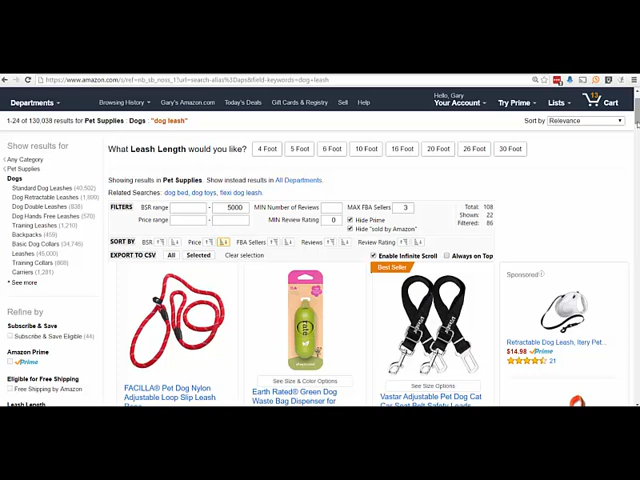 https://www.amazon.com/s/ref=nb_sb_noss_1?url=search-alias%3Daps&field-keywords=dog+leash
Departments
Browsing History
Gary's Amazon.com
Today's Deals
Gift Cards & Registry
Sell
Help
Hello, Gary
Your Account
Try Prime
Lists
13
Cart
1-24 of 130,038 results for Pet Supplies : Dogs : "dog leash"
Sort by Relevance
Show results for
Any Category
Pet Supplies
Dogs
Standard Dog Leashes (40,502)
Dog Retractable Leashes (1,699)
Dog Double Leashes (838)
Dog Hands Free Leashes (570)
Training Leashes (1,210)
Backpacks (459)
Basic Dog Collars (34,746)
Leashes (45,000)
Training Collars (868)
Carriers (1,281)
See more
Refine by
Subscribe & Save
Subscribe & Save Eligible (44)
Amazon Prime
Prime
Eligible for Free Shipping
Free Shipping by Amazon
Leash Length
What Leash Length would you like?
4 Foot
5 Foot
6 Foot
10 Foot
16 Foot
20 Foot
26 Foot
30 Foot
Showing results in Pet Supplies. Show instead results in All Departments.
Related Searches: dog bed, dog toys, flexi dog leash.
FILTERS
BSR range - 5000
MIN Number of Reviews
MAX FBA Sellers 3
Total: 108
Price range -
MIN Review Rating 0
Hide Prime
Shown: 22
Hide "sold by Amazon"
Filtered: 86
SORT BY BSR Price FBA Sellers Reviews Review Rating
EXPORT TO CSV All Selected Clear selection
Enable Infinite Scroll
Always on Top
Best Seller
FACILLA® Pet Dog Nylon
Adjustable Loop Slip Leash
See Size & Color Options
Earth Rated® Green Dog
Waste Bag Dispenser for
See Size Options
Vastar Adjustable Pet Dog Cat
Car Seat Belt Safety Leads
Sponsored
Retractable Dog Leash, Itery Pet...
$14.98 Prime
21